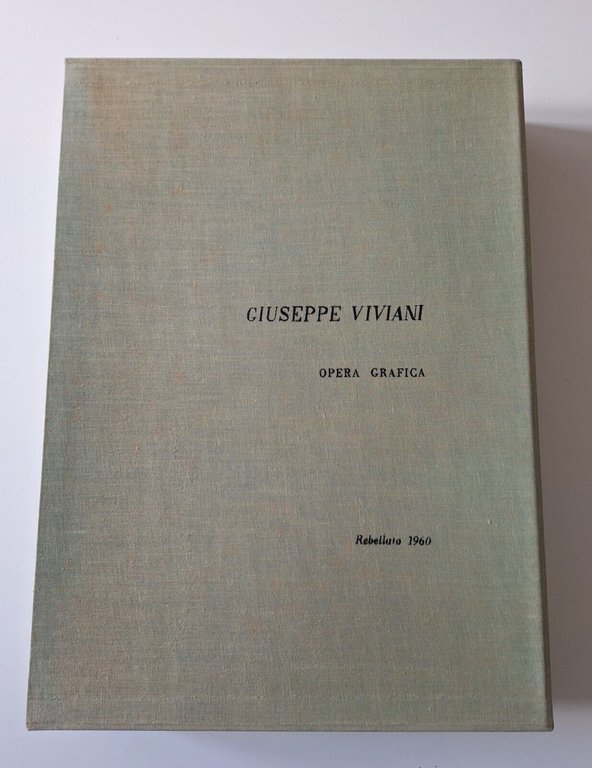 GIUSEPPE VIVIANI
OPERA GRAFICA
Rebellato 1960